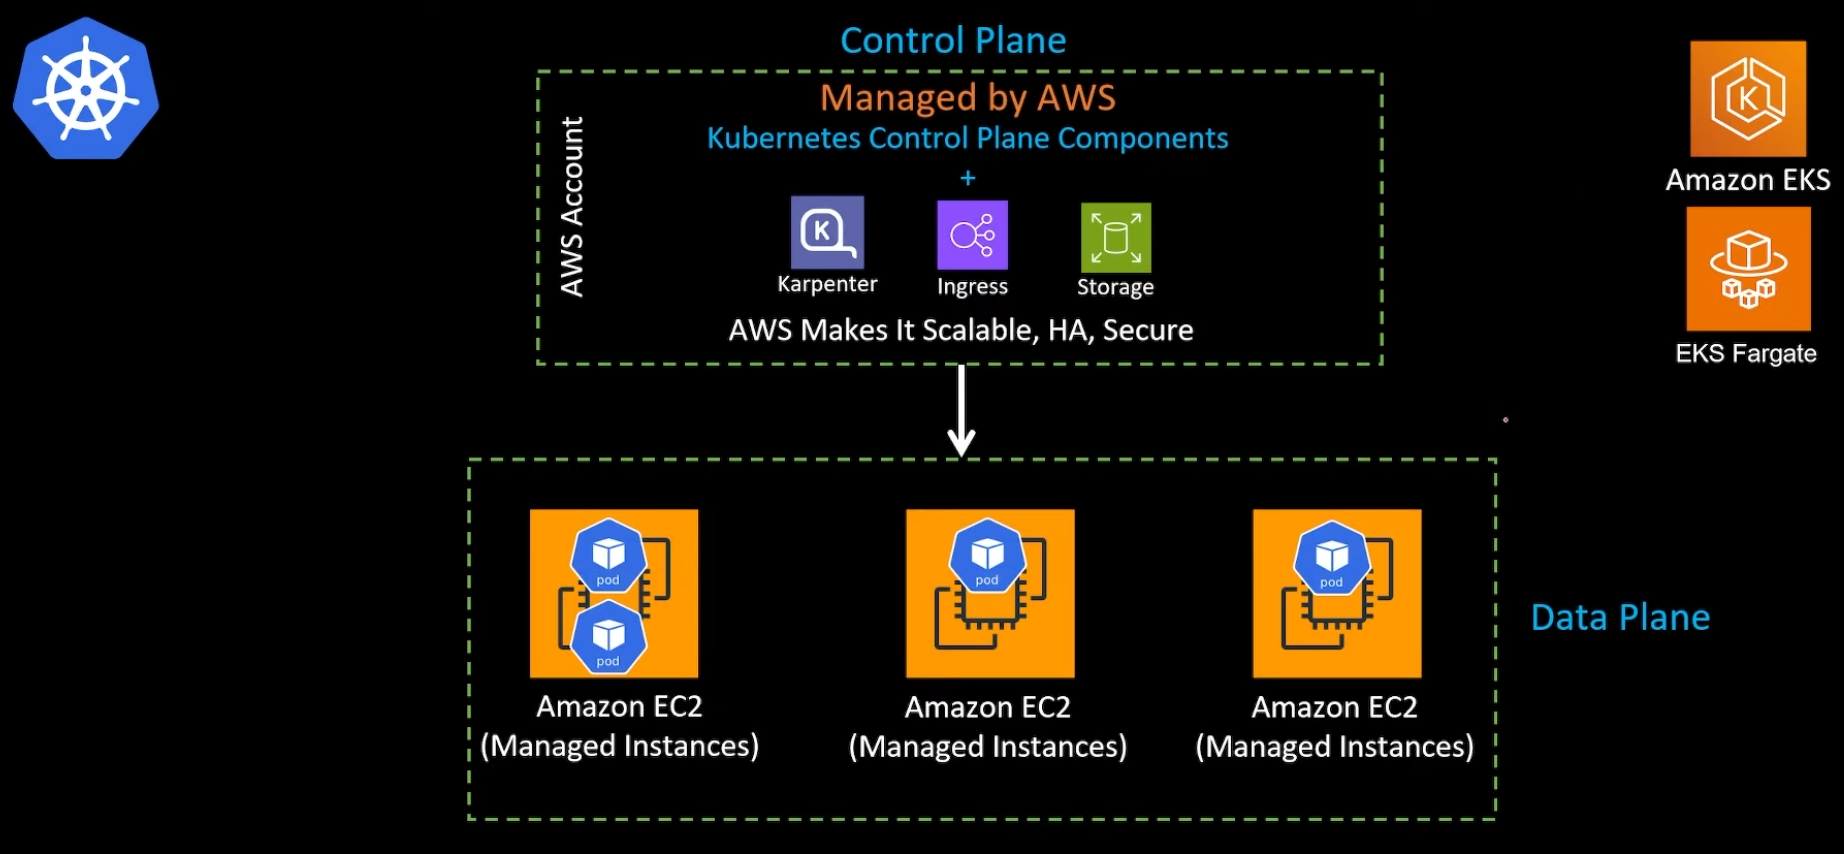 Control Plane
Managed by AWS
Kubernetes Control Plane Components
+
AWS Account
K
Karpenter
Ingress
Storage
AWS Makes It Scalable, HA, Secure
K
Amazon EKS
EKS Fargate
pod
pod
Amazon EC2
(Managed Instances)
pod
Amazon EC2
(Managed Instances)
pod
Amazon EC2
(Managed Instances)
Data Plane